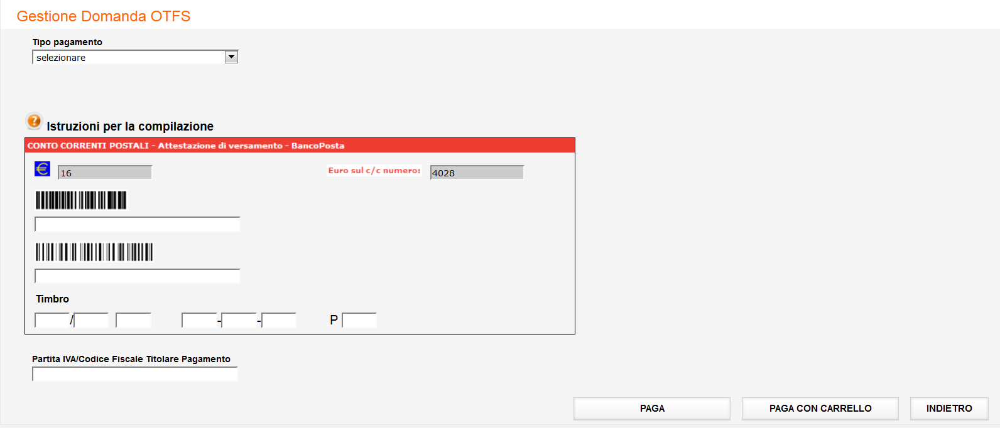 Gestione Domanda OTFS
Tipo pagamento
selezionare
Istruzioni per la compilazione
CONTO CORRENTI POSTALI - Attestazione di versamento - BancoPosta
€ 16 Euro sul c/c numero: 4028
Timbro
/ - - P
Partita IVA/Codice Fiscale Titolare Pagamento
PAGA PAGA CON CARRELLO INDIETRO